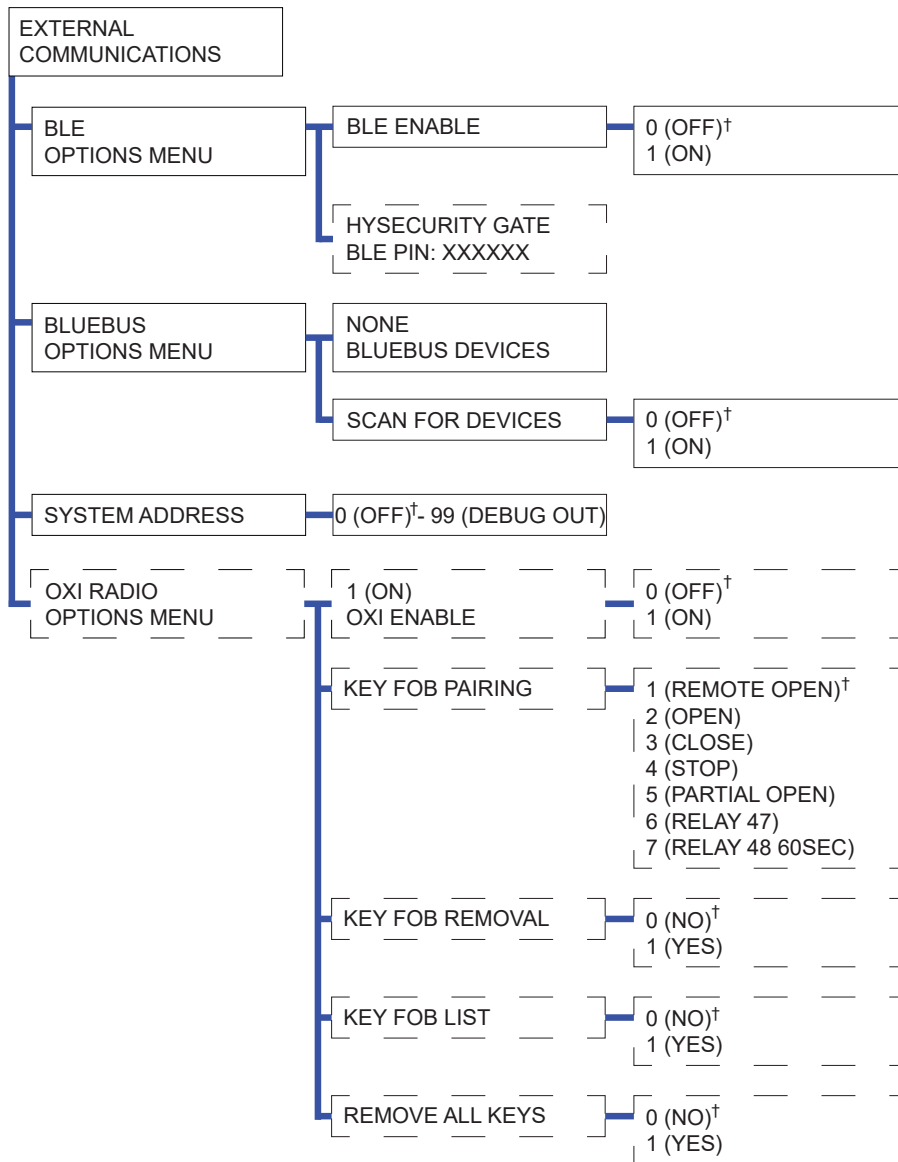 EXTERNAL
COMMUNICATIONS
BLE
OPTIONS MENU
BLE ENABLE
0 (OFF)†
1 (ON)
HYSECURITY GATE
BLE PIN: XXXXXX
BLUEBUS
OPTIONS MENU
NONE
BLUEBUS DEVICES
SCAN FOR DEVICES
0 (OFF)†
1 (ON)
SYSTEM ADDRESS
0 (OFF)†- 99 (DEBUG OUT)
OXI RADIO
OPTIONS MENU
1 (ON)
OXI ENABLE
0 (OFF)†
1 (ON)
KEY FOB PAIRING
1 (REMOTE OPEN)†
2 (OPEN)
3 (CLOSE)
4 (STOP)
5 (PARTIAL OPEN)
6 (RELAY 47)
7 (RELAY 48 60SEC)
KEY FOB REMOVAL
0 (NO)†
1 (YES)
KEY FOB LIST
0 (NO)†
1 (YES)
REMOVE ALL KEYS
0 (NO)†
1 (YES)